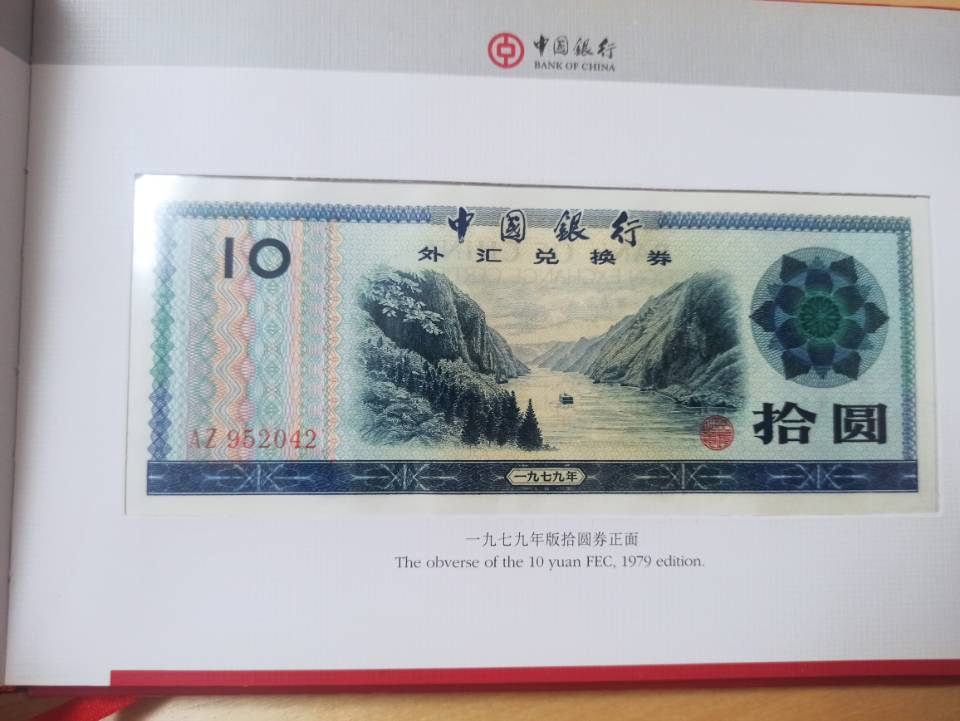 中国银行
BANK OF CHINA
中國銀行
外汇兑换券
10
AZ 952042
拾圆
一九七九年
一九七九年版拾圆券正面
The obverse of the 10 yuan FEC, 1979 edition.